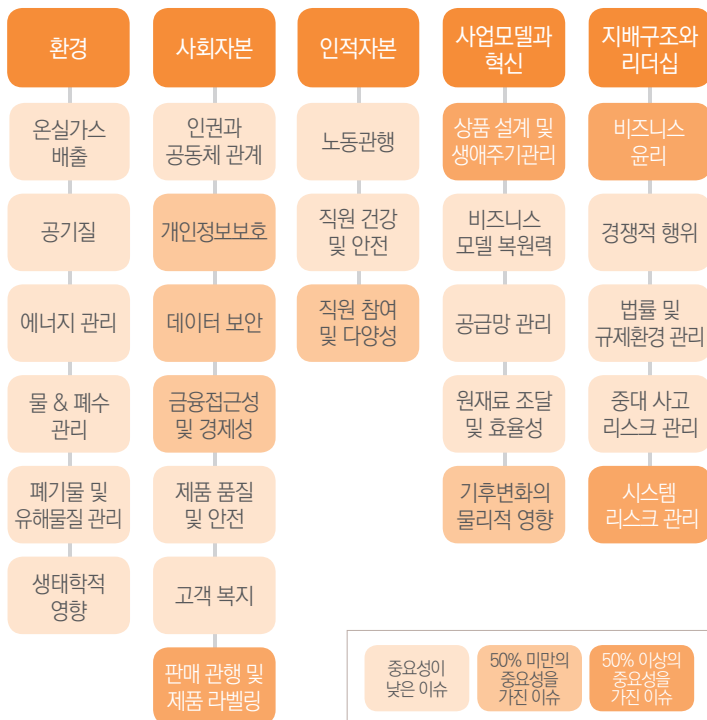 환경
온실가스
배출
공기질
에너지 관리
물 & 폐수
관리
폐기물 및
유해물질 관리
생태학적
영향
사회자본
인권과
공동체 관계
개인정보보호
데이터 보안
금융접근성
및 경제성
제품 품질
및 안전
고객 복지
판매 관행 및
제품 라벨링
인적자본
노동관행
직원 건강
및 안전
직원 참여
및 다양성
사업모델과
혁신
상품 설계 및
생애주기관리
비즈니스
모델 복원력
공급망 관리
원재료 조달
및 효율성
기후변화의
물리적 영향
지배구조와
리더십
비즈니스
윤리
경쟁적 행위
법률 및
규제환경 관리
중대 사고
리스크 관리
시스템
리스크 관리
중요성이
낮은 이슈
50% 미만의
중요성을
가진 이슈
50% 이상의
중요성을
가진 이슈